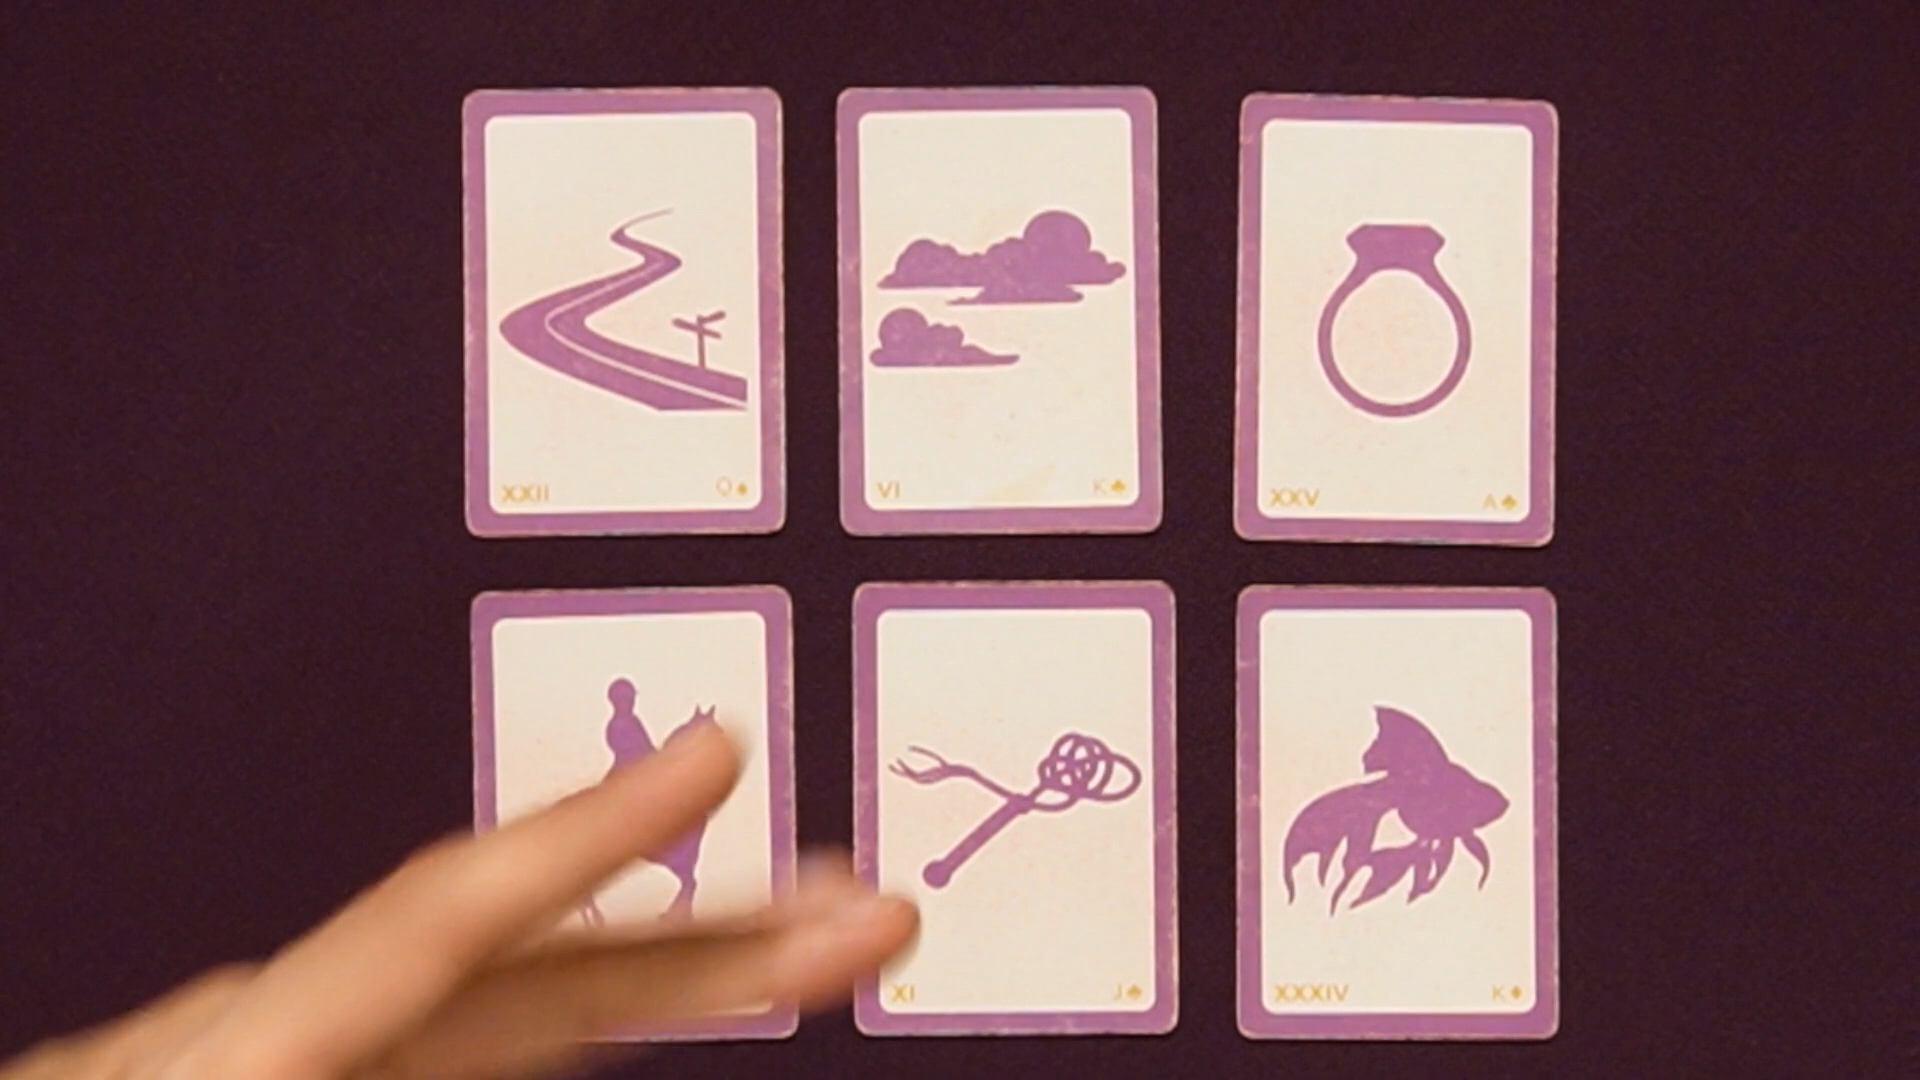 XXII Q♦
VI K♣
XXV A♣
XI J♣
XXXIV K♦